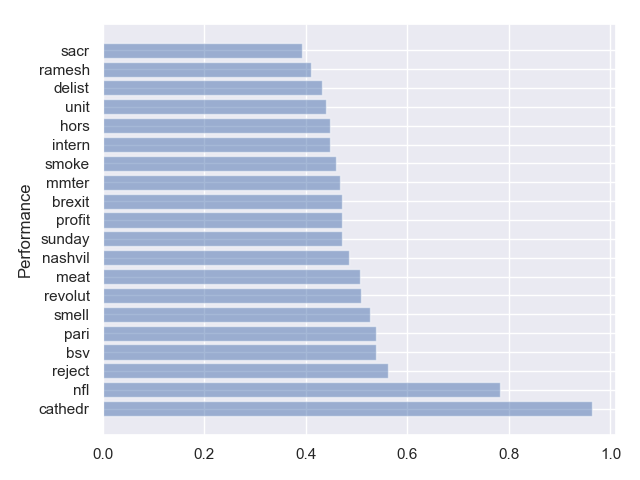 sacr
ramesh
delist
unit
hors
intern
smoke
mmter
brexit
profit
sunday
nashvil
meat
revolut
smell
pari
bsv
reject
nfl
cathedr
Performance
0.0 0.2 0.4 0.6 0.8 1.0